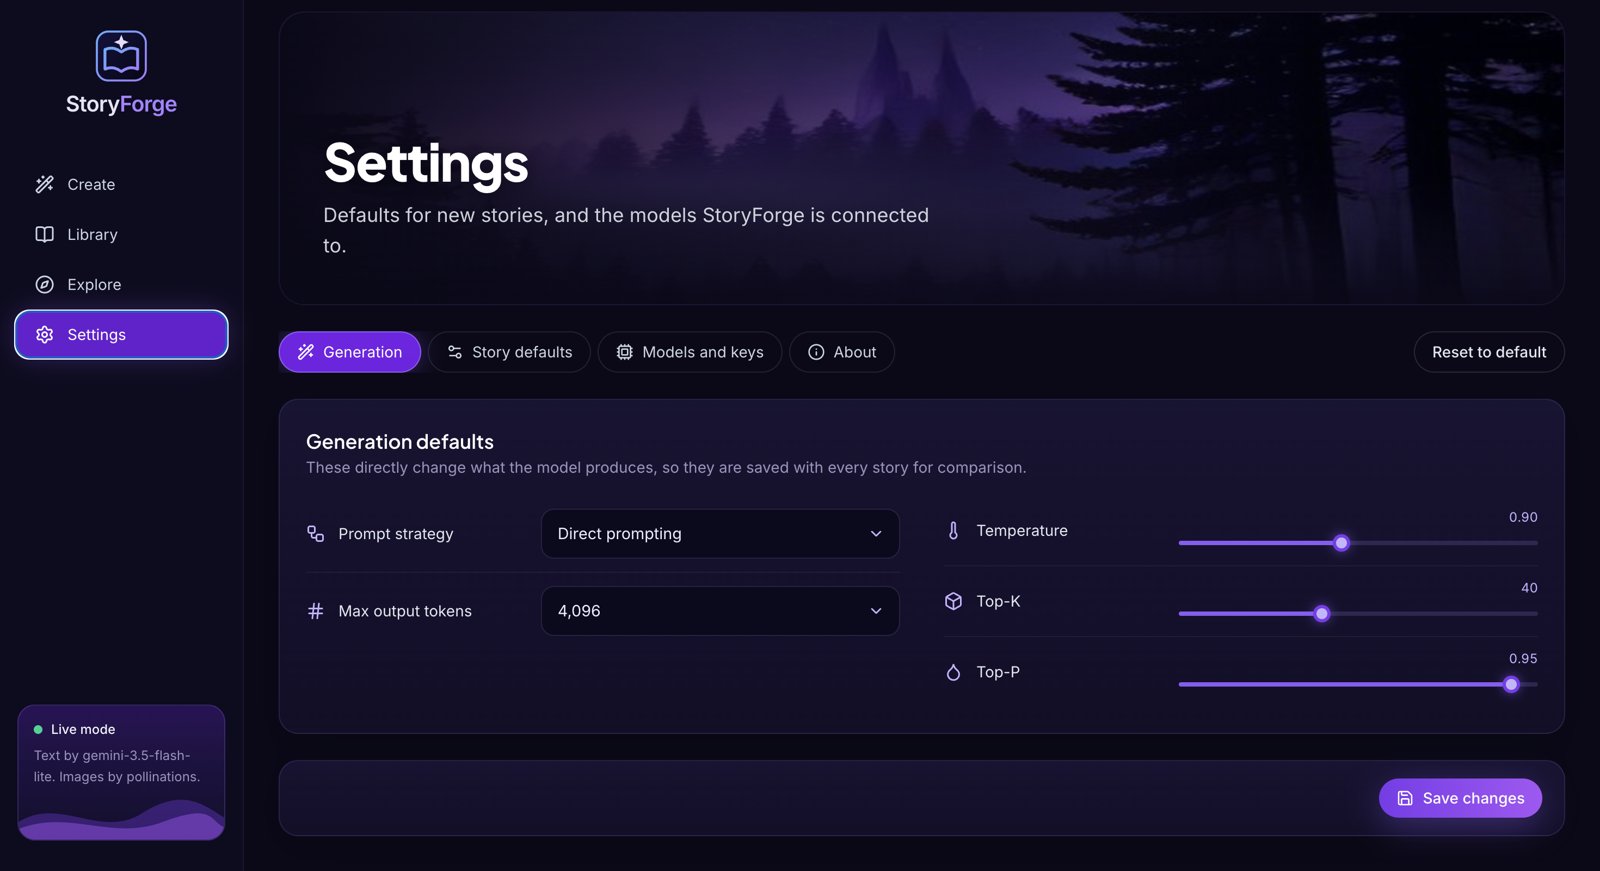 StoryForge
Create
Library
Explore
Settings
Live mode
Text by gemini-3.5-flash-
lite. Images by pollinations.
Settings
Defaults for new stories, and the models StoryForge is connected
to.
Generation
Story defaults
Models and keys
About
Reset to default
Generation defaults
These directly change what the model produces, so they are saved with every story for comparison.
Prompt strategy
Direct prompting
Max output tokens
4,096
Temperature
0.90
Top-K
40
Top-P
0.95
Save changes